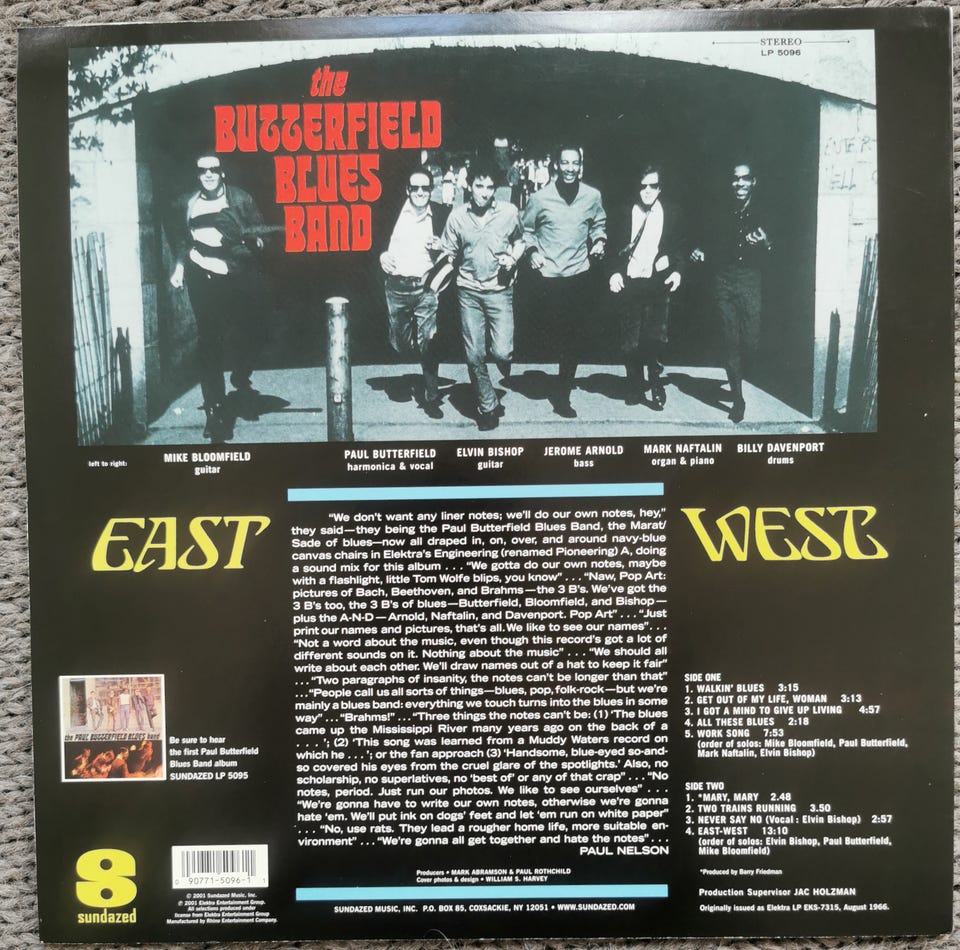 STEREO
LP 5096
the
BUTTERFIELD
BLUES
BAND
left to right:
MIKE BLOOMFIELD
guitar
PAUL BUTTERFIELD
harmonica & vocal
ELVIN BISHOP
guitar
JEROME ARNOLD
bass
MARK NAFTALIN
organ & piano
BILLY DAVENPORT
drums
EAST
WEST
"We don't want any liner notes; we'll do our own notes, hey,"
they said—they being the Paul Butterfield Blues Band, the Marat/
Sade of blues—now all draped in, on, over, and around navy-blue
canvas chairs in Elektra's Engineering (renamed Pioneering) A, doing
a sound mix for this album . . . "We gotta do our own notes, maybe
with a flashlight, little Tom Wolfe blips, you know" . . . "Naw, Pop Art:
pictures of Bach, Beethoven, and Brahms—the 3 B's. We've got the
3 B's too, the 3 B's of blues—Butterfield, Bloomfield, and Bishop—
plus the A-N-D—Arnold, Naftalin, and Davenport. Pop Art" . . . "Just
print our names and pictures, that's all. We like to see our names" . . .
"Not a word about the music, even though this record's got a lot of
different sounds on it. Nothing about the music" . . . "We should all
write about each other. We'll draw names out of a hat to keep it fair"
. . . "Two paragraphs of insanity, the notes can't be longer than that"
. . . "People call us all sorts of things—blues, pop, folk-rock—but we're
mainly a blues band: everything we touch turns into the blues in some
way" . . . "Brahms!" . . . "Three things the notes can't be: (1) 'The blues
came up the Mississippi River many years ago on the back of a
. . . '; (2) 'This song was learned from a Muddy Waters record on
which he . . . '; or the fan approach (3) 'Handsome, blue-eyed so-and-
so covered his eyes from the cruel glare of the spotlights.' Also, no
scholarship, no superlatives, no 'best of' or any of that crap" . . . "No
notes, period. Just run our photos. We like to see ourselves" . . .
"We're gonna have to write our own notes, otherwise we're gonna
hate 'em. We'll put ink on dogs' feet and let 'em run on white paper"
. . . "No, use rats. They lead a rougher home life, more suitable en-
vironment" . . . "We're gonna all get together and hate the notes" . . .
PAUL NELSON
Producers • MARK ABRAMSON & PAUL ROTHCHILD
Cover photos & design • WILLIAM S. HARVEY
SUNDAZED MUSIC, INC. P.O. BOX 85, COXSACKIE, NY 12051 • WWW.SUNDAZED.COM
the PAUL BUTTERFIELD BLUES band
Be sure to hear
the first Paul Butterfield
Blues Band album
SUNDAZED LP 5095
8
sundazed
0 90771-5096-1 1
© 2001 Sundazed Music, Inc.
℗ 2001 Elektra Entertainment Group.
All selections produced under
license from Elektra Entertainment Group.
Manufactured by Rhino Entertainment Company.
SIDE ONE
1. WALKIN' BLUES 3:15
2. GET OUT OF MY LIFE, WOMAN 3:13
3. I GOT A MIND TO GIVE UP LIVING 4:57
4. ALL THESE BLUES 2:18
5. WORK SONG 7:53
(order of solos: Mike Bloomfield, Paul Butterfield,
Mark Naftalin, Elvin Bishop)
SIDE TWO
1. *MARY, MARY 2.48
2. TWO TRAINS RUNNING 3.50
3. NEVER SAY NO (Vocal : Elvin Bishop) 2:57
4. EAST-WEST 13:10
(order of solos: Elvin Bishop, Paul Butterfield,
Mike Bloomfield)
*Produced by Barry Friedman
Production Supervisor JAC HOLZMAN
Originally issued as Elektra LP EKS-7315, August 1966.